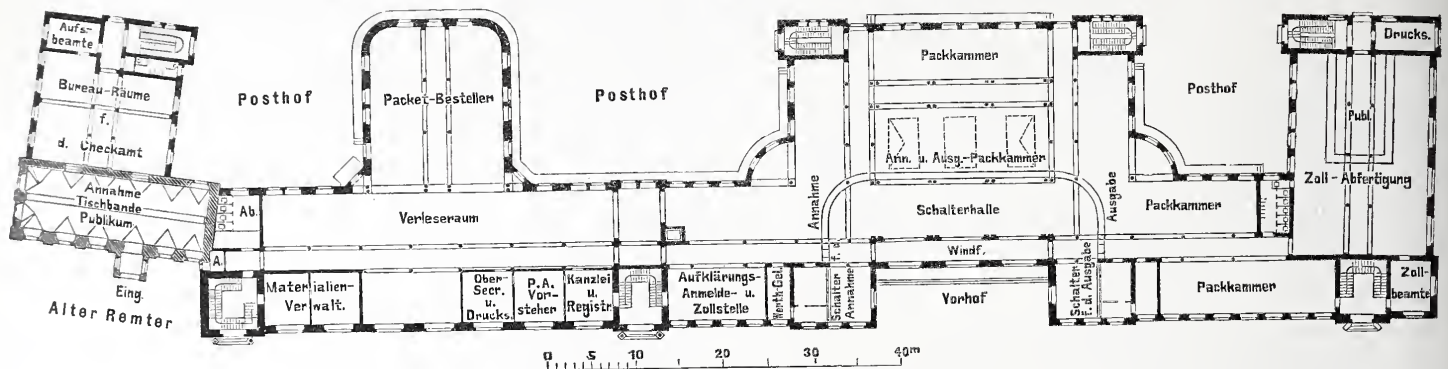 Aufs-
beamte
Bureau-Räume
f.
d. Checkamt
Annahme
Tischbande
Publikum.
Eing.
Alter Remter
Posthof
Packet-Besteller
Posthof
Ab.
A.
Verleseraum
Materialien-
Verwalt.
Ober-
Secr.
u.
Drucks.
P.A.
Vor-
steher
Kanzlei
u.
Registr.
Aufklärungs-
Anmelde- u.
Zollstelle
Werth-Gel.
Schalter f. d.
Annahme
Annahme
Packkammer
Ann. u. Ausg.-Packkammer
Schalterhalle
Windf.
Vorhof
Ausgabe
Schalter
f. d. Ausgabe
Posthof
Packkammer
Packkammer
Drucks.
Publ.
Zoll-Abfertigung
Zoll-
beamte
0 5 10 20 30 40m